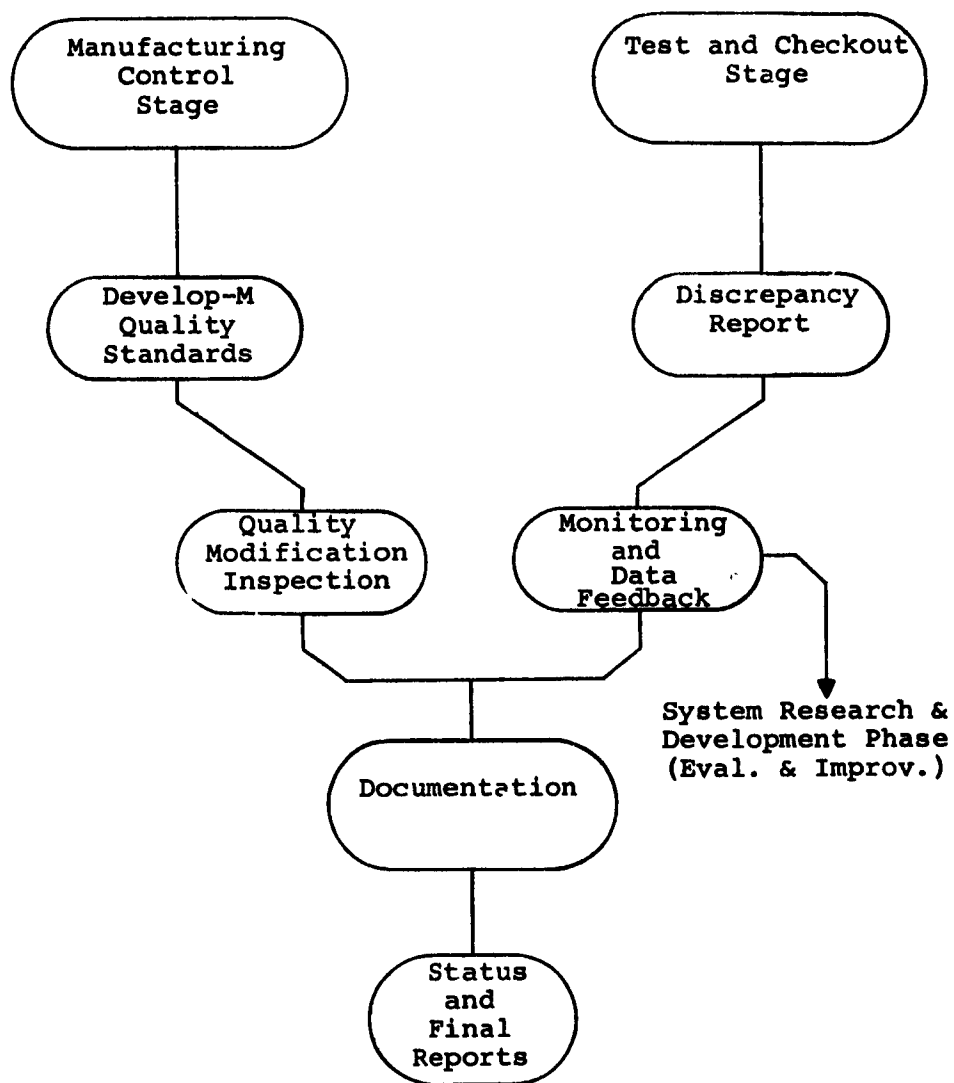 Manufacturing
Control
Stage
Test and Checkout
Stage
Develop-M
Quality
Standards
Discrepancy
Report
Quality
Modification
Inspection
Monitoring
and
Data
Feedback
System Research &
Development Phase
(Eval. & Improv.)
Documentation
Status
and
Final
Reports